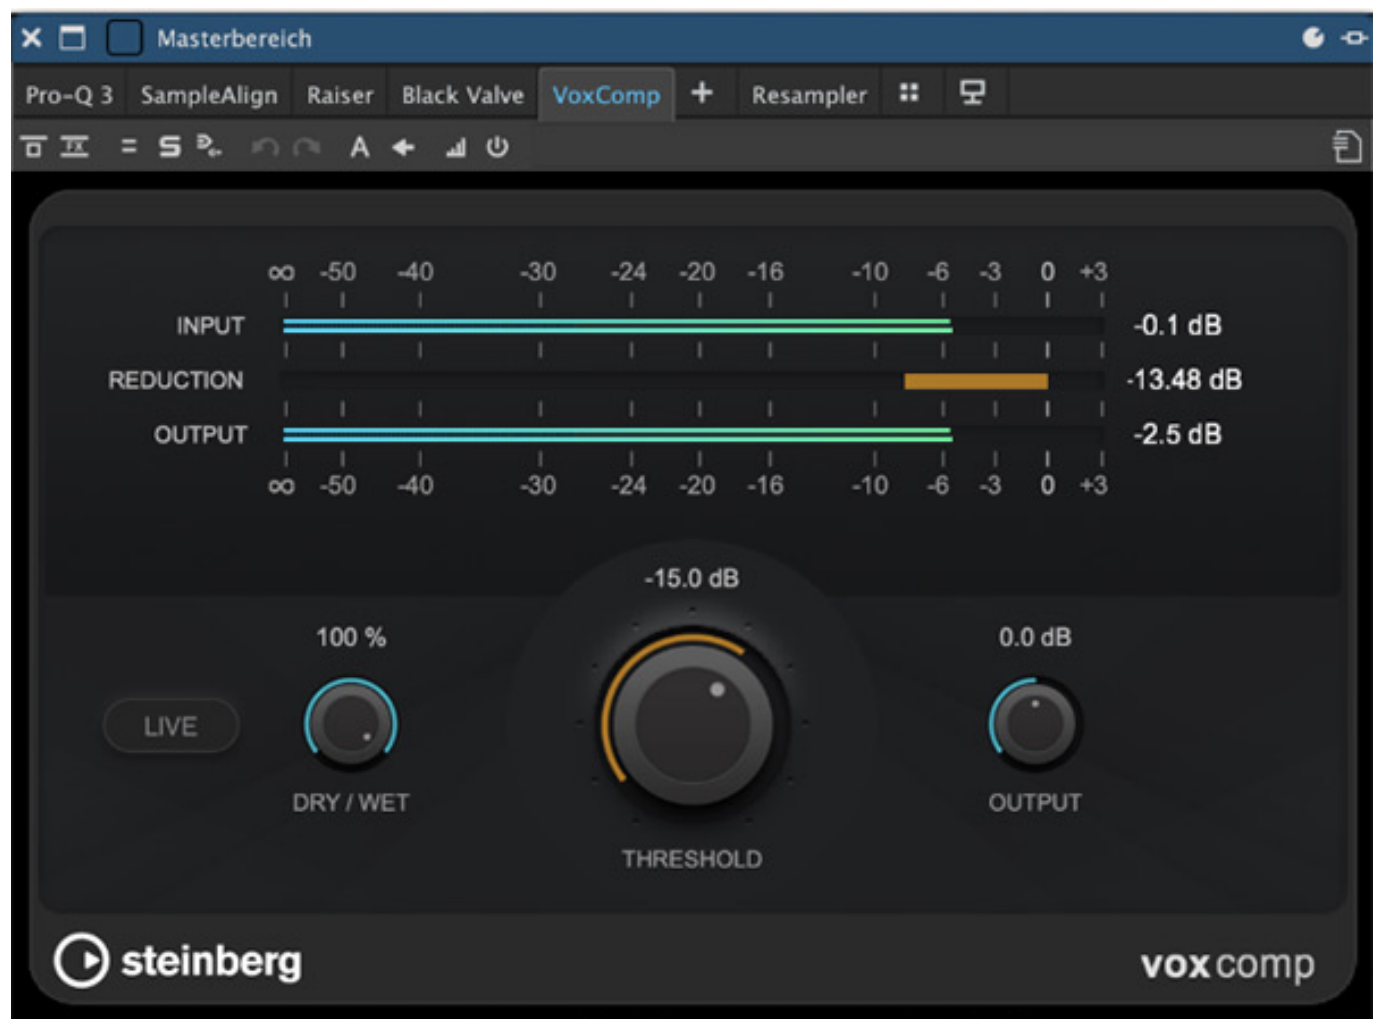 Masterbereich
Pro-Q 3 SampleAlign Raiser Black Valve VoxComp + Resampler
FX = S A
∞ -50 -40 -30 -24 -20 -16 -10 -6 -3 0 +3
INPUT -0.1 dB
REDUCTION -13.48 dB
OUTPUT -2.5 dB
∞ -50 -40 -30 -24 -20 -16 -10 -6 -3 0 +3
-15.0 dB
100 % 0.0 dB
LIVE
DRY / WET OUTPUT
THRESHOLD
steinberg voxcomp